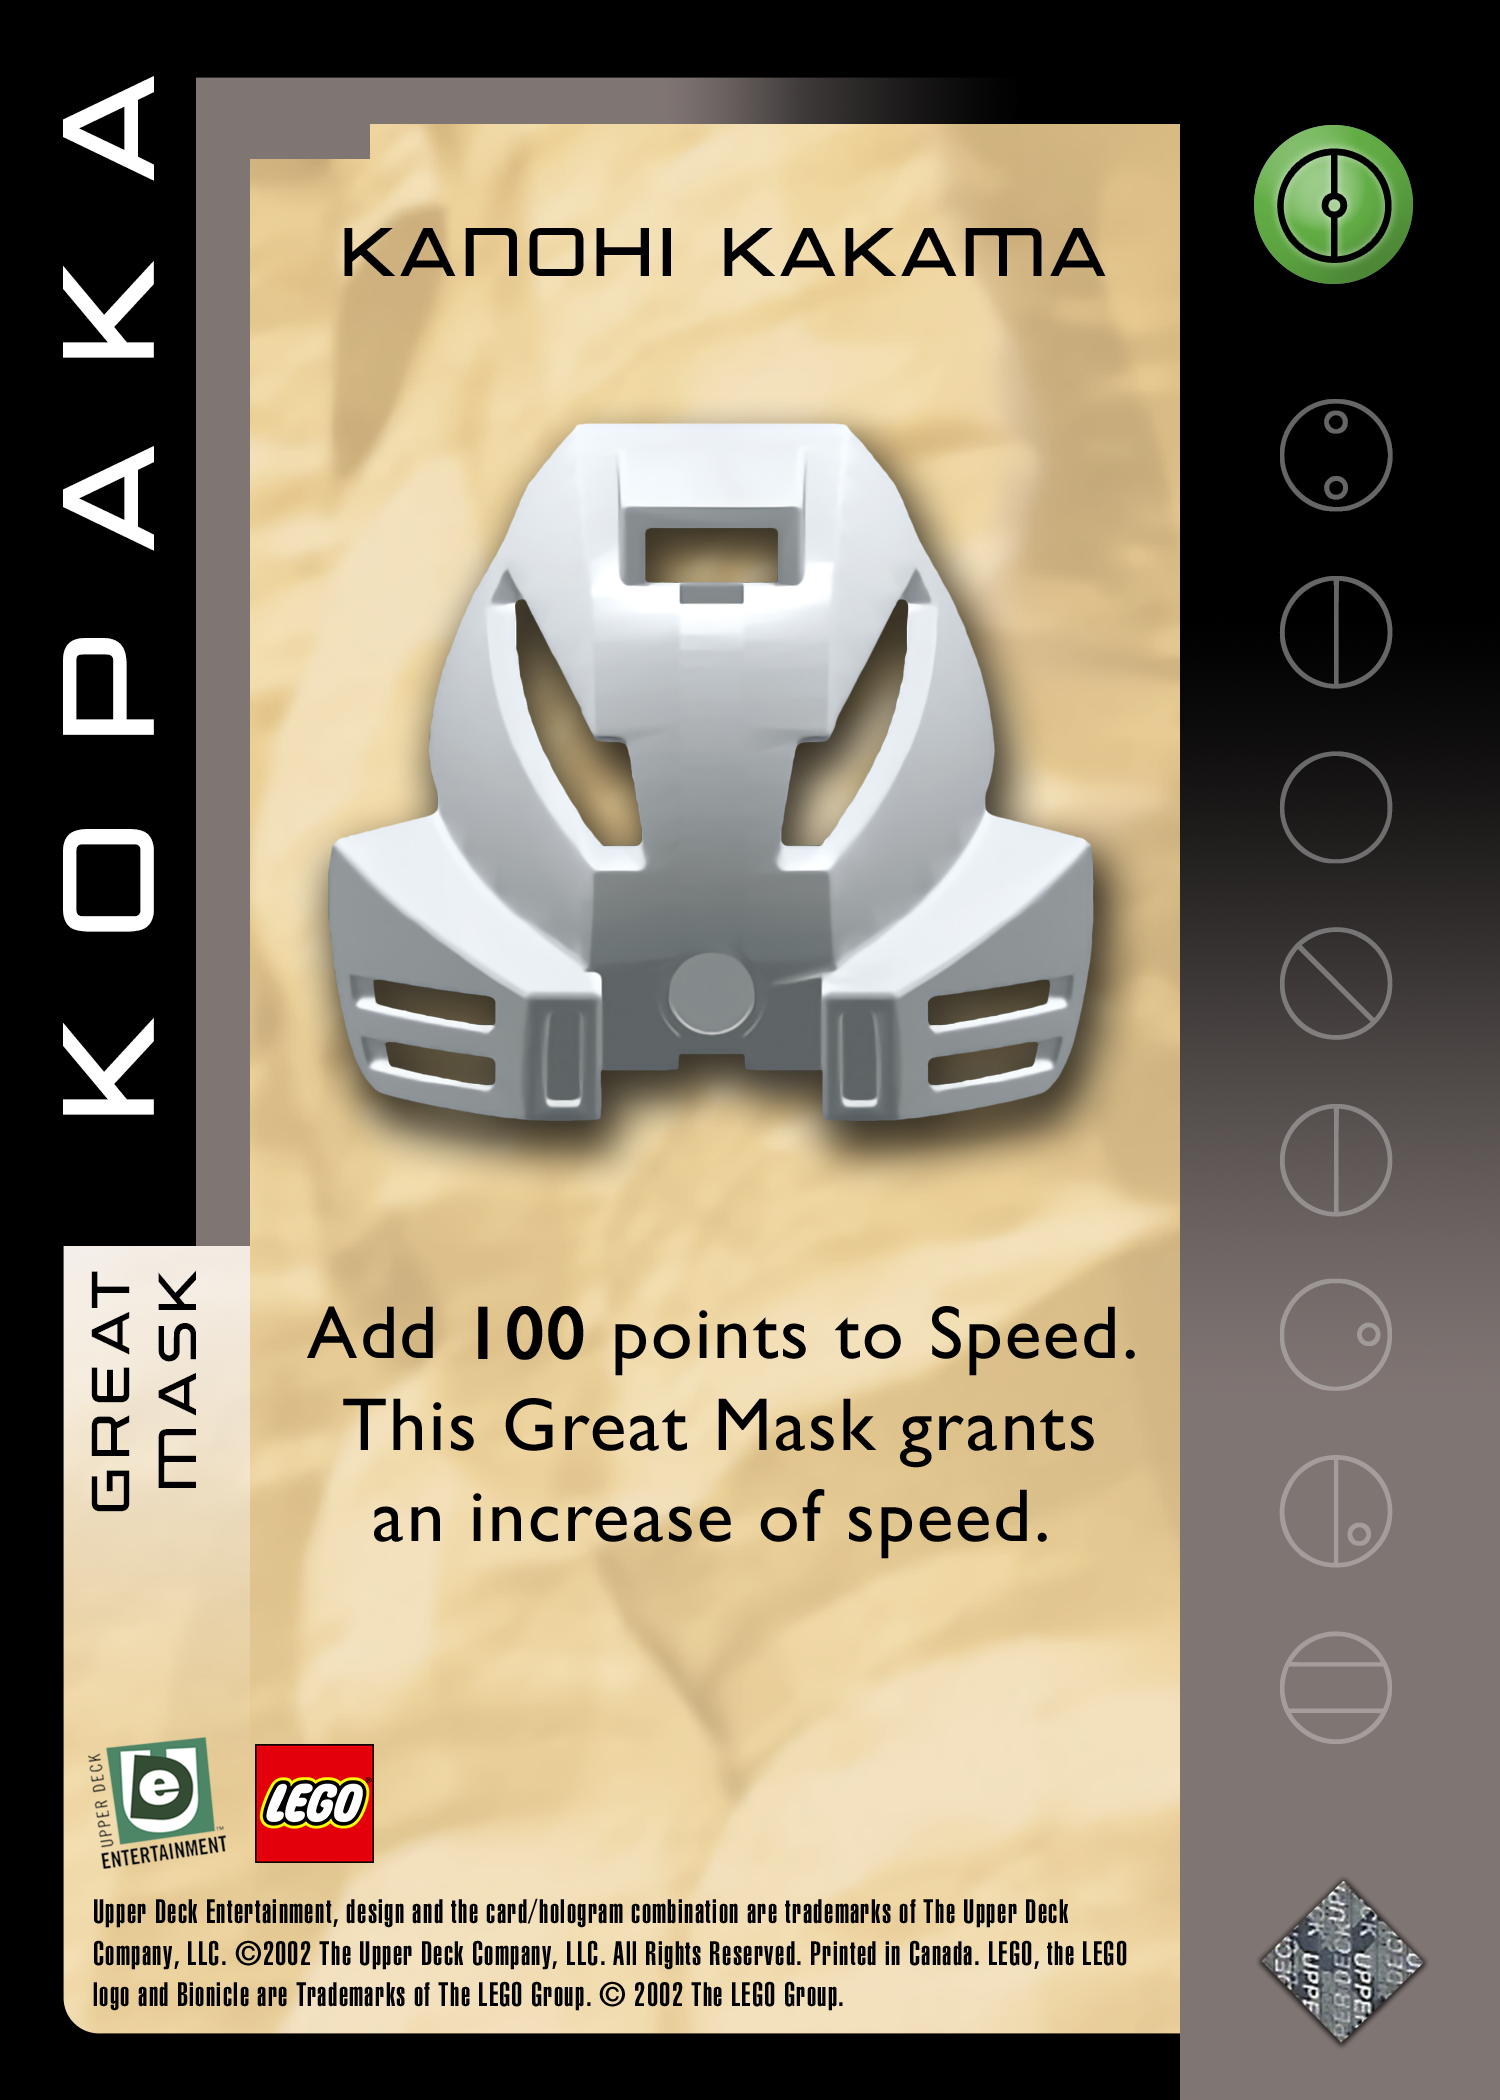 KOPAKA
KANOHI KAKAMA
GREAT
MASK
Add 100 points to Speed.
This Great Mask grants
an increase of speed.
UPPER DECK
e
ENTERTAINMENT
™
LEGO
Upper Deck Entertainment, design and the card/hologram combination are trademarks of The Upper Deck
Company, LLC. ©2002 The Upper Deck Company, LLC. All Rights Reserved. Printed in Canada. LEGO, the LEGO
logo and Bionicle are Trademarks of The LEGO Group. © 2002 The LEGO Group.